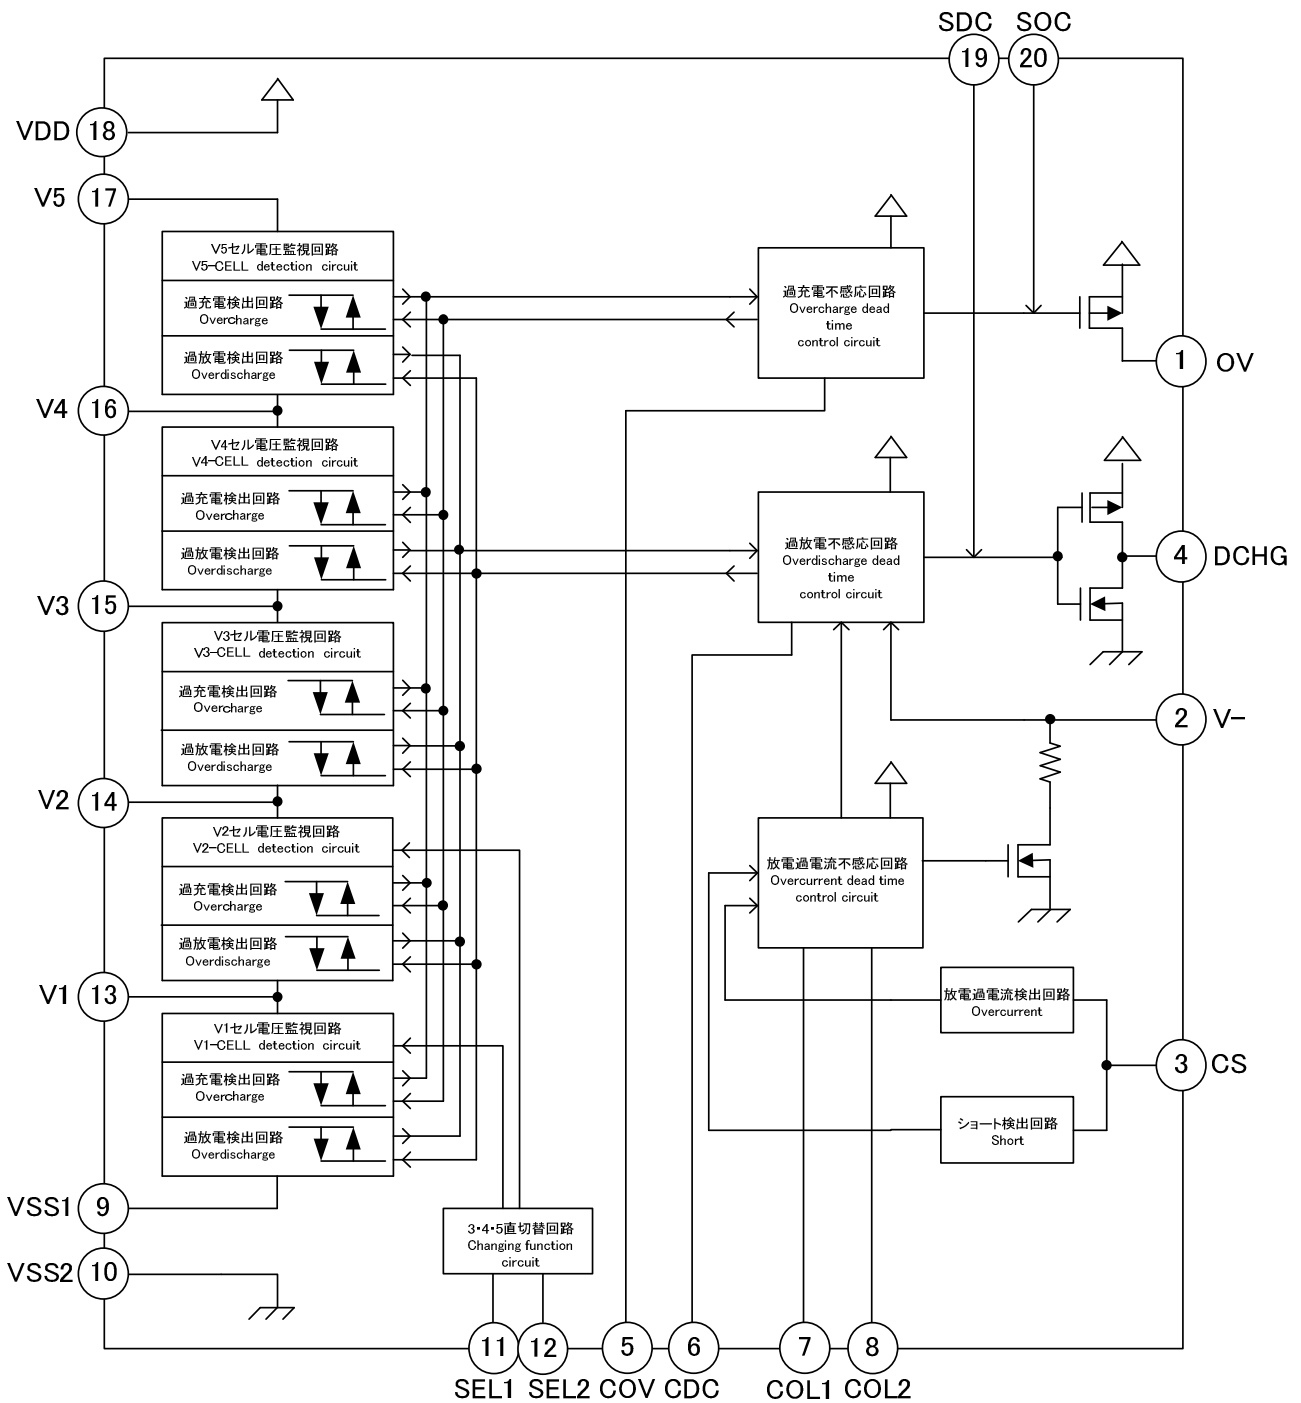 SDC
SOC
19
20
VDD
18
V5
17
V5セル電圧監視回路
V5-CELL detection circuit
過充電検出回路
Overcharge
過放電検出回路
Overdischarge
過充電不感応回路
Overcharge dead
time
control circuit
1
OV
V4
16
V4セル電圧監視回路
V4-CELL detection circuit
過充電検出回路
Overcharge
過放電検出回路
Overdischarge
過放電不感応回路
Overdischarge dead
time
control circuit
4
DCHG
V3
15
V3セル電圧監視回路
V3-CELL detection circuit
過充電検出回路
Overcharge
過放電検出回路
Overdischarge
2
V-
V2
14
V2セル電圧監視回路
V2-CELL detection circuit
過充電検出回路
Overcharge
過放電検出回路
Overdischarge
放電過電流不感応回路
Overcurrent dead time
control circuit
V1
13
V1セル電圧監視回路
V1-CELL detection circuit
過充電検出回路
Overcharge
過放電検出回路
Overdischarge
放電過電流検出回路
Overcurrent
3
CS
ショート検出回路
Short
VSS1
9
3・4・5直切替回路
Changing function
circuit
VSS2
10
11
12
5
6
7
8
SEL1
SEL2
COV
CDC
COL1
COL2